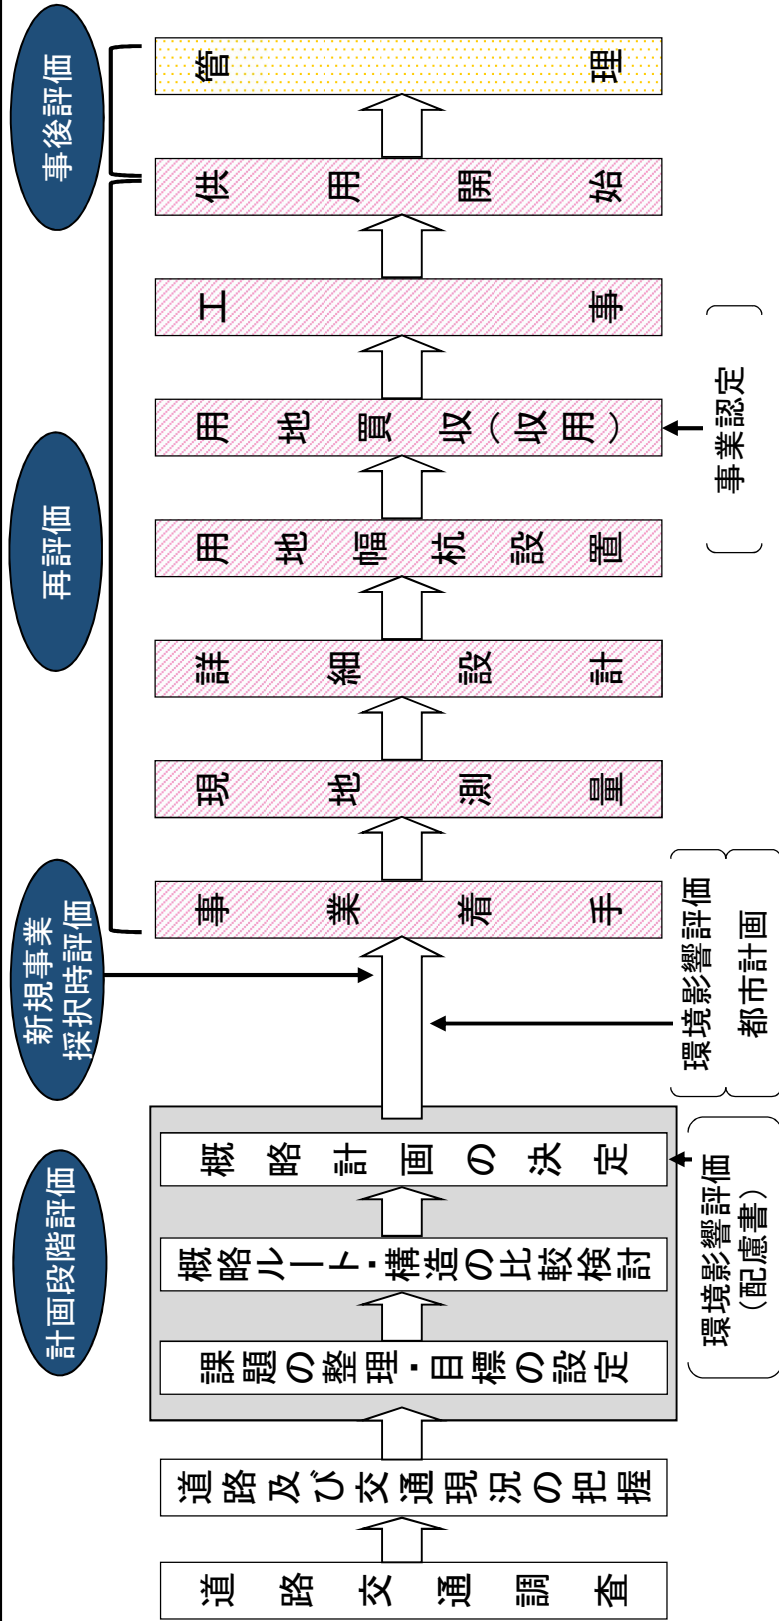 計画段階評価
新規事業
採択時評価
再評価
事後評価
道路交通調査
道路及び交通現況の把握
課題の整理・目標の設定
概略ルート・構造の比較検討
概略計画の決定
事業着手
現地測量
詳細設計
用地幅杭設置
用地買収(収用)
工事
供用開始
管理
環境影響評価
(配慮書)
環境影響評価
都市計画
事業認定